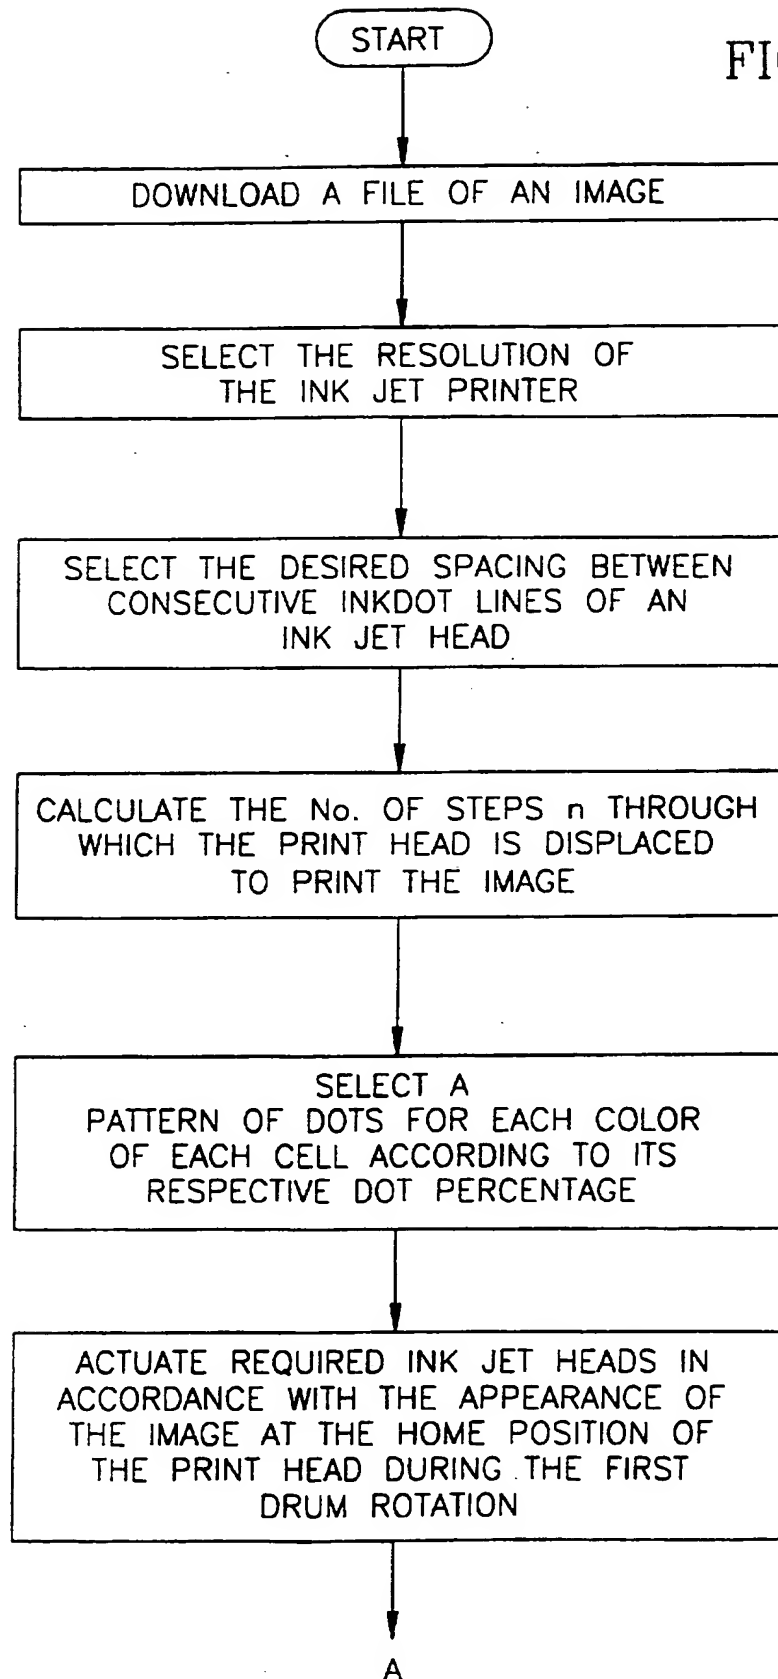 START
DOWNLOAD A FILE OF AN IMAGE
SELECT THE RESOLUTION OF
THE INK JET PRINTER
SELECT THE DESIRED SPACING BETWEEN
CONSECUTIVE INKDOT LINES OF AN
INK JET HEAD
CALCULATE THE No. OF STEPS n THROUGH
WHICH THE PRINT HEAD IS DISPLACED
TO PRINT THE IMAGE
SELECT A
PATTERN OF DOTS FOR EACH COLOR
OF EACH CELL ACCORDING TO ITS
RESPECTIVE DOT PERCENTAGE
ACTUATE REQUIRED INK JET HEADS IN
ACCORDANCE WITH THE APPEARANCE OF
THE IMAGE AT THE HOME POSITION OF
THE PRINT HEAD DURING THE FIRST
DRUM ROTATION
A